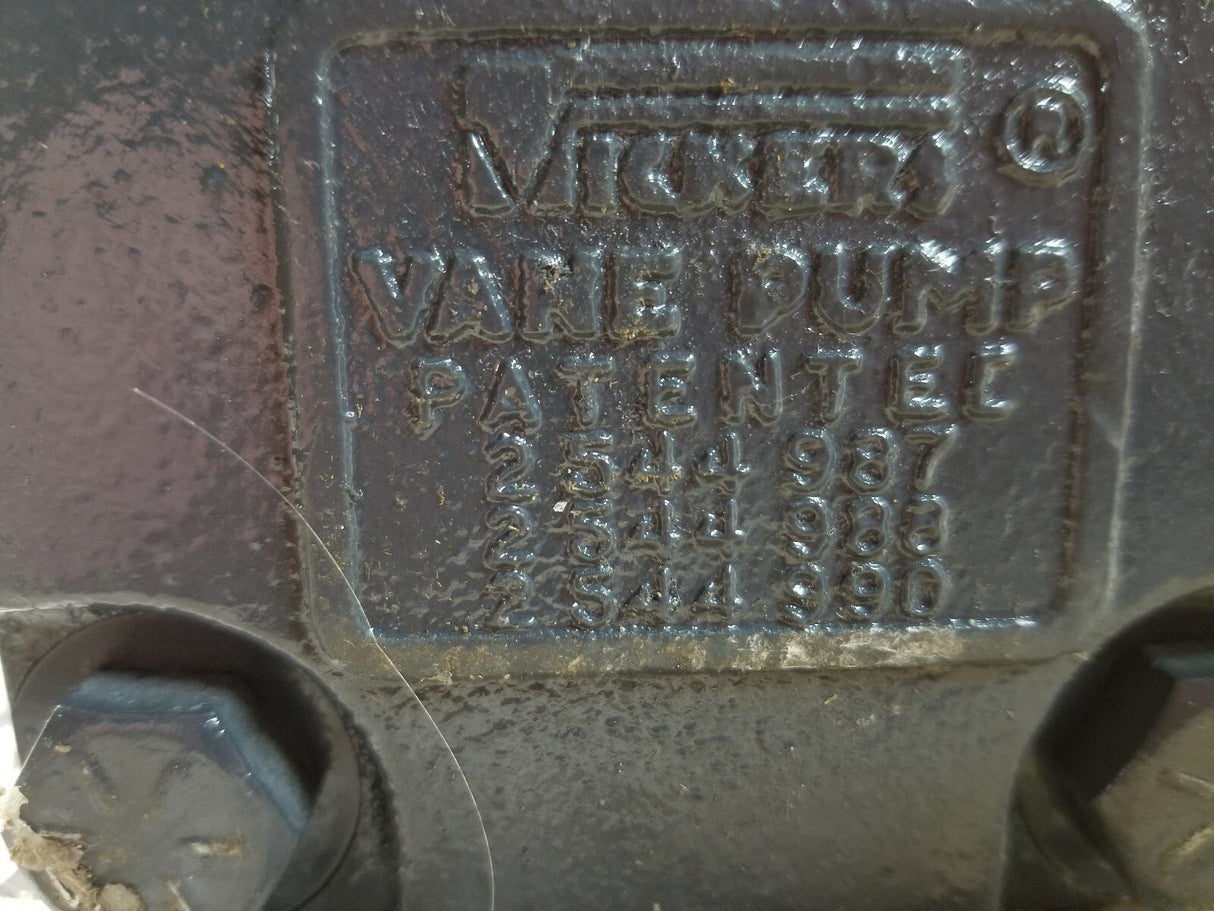 VICKERS ®
VANE PUMP
PATENTED
2 544 987
2 544 988
2 544 990